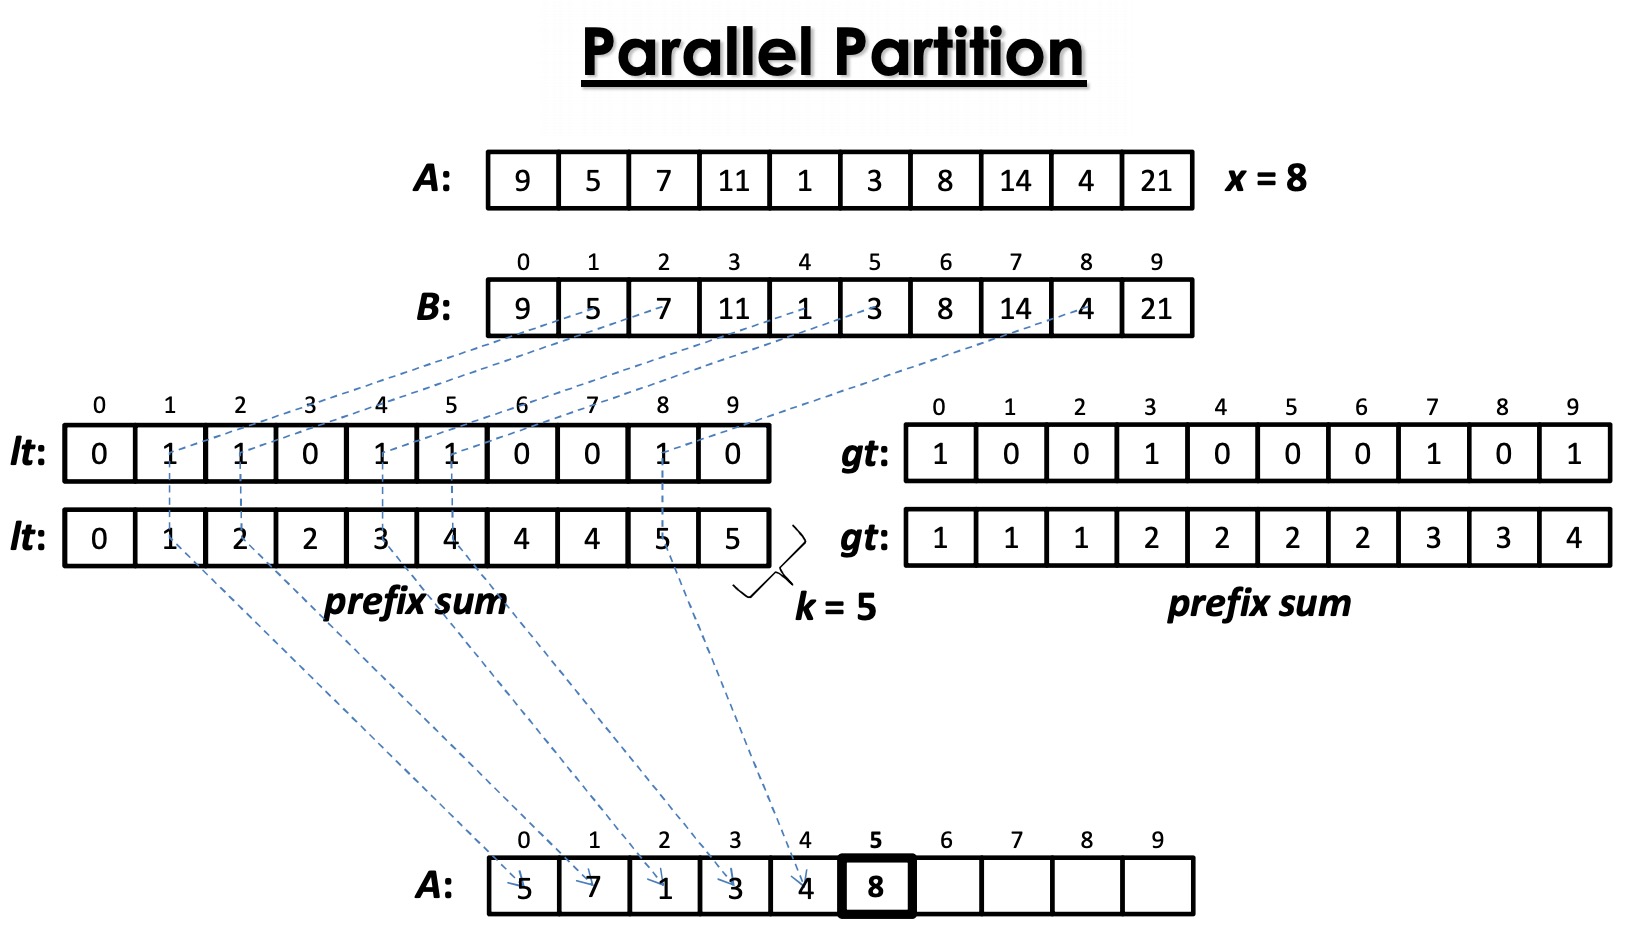 Parallel Partition
A: 9 5 7 11 1 3 8 14 4 21 x = 8
0 1 2 3 4 5 6 7 8 9
B: 9 5 7 11 1 3 8 14 4 21
0 1 2 3 4 5 6 7 8 9
lt: 0 1 1 0 1 1 0 0 1 0
lt: 0 1 2 2 3 4 4 4 5 5
prefix sum
k = 5
0 1 2 3 4 5 6 7 8 9
gt: 1 0 0 1 0 0 0 1 0 1
gt: 1 1 1 2 2 2 2 3 3 4
prefix sum
0 1 2 3 4 5 6 7 8 9
A: 5 7 1 3 4 8